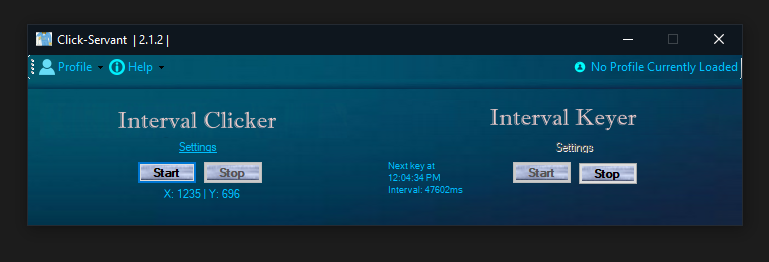 Click-Servant | 2.1.2 |
Profile Help No Profile Currently Loaded
Interval Clicker
Settings
Start Stop
X: 1235 | Y: 696
Interval Keyer
Settings
Next key at
12:04:34 PM
Interval: 47602ms
Start Stop